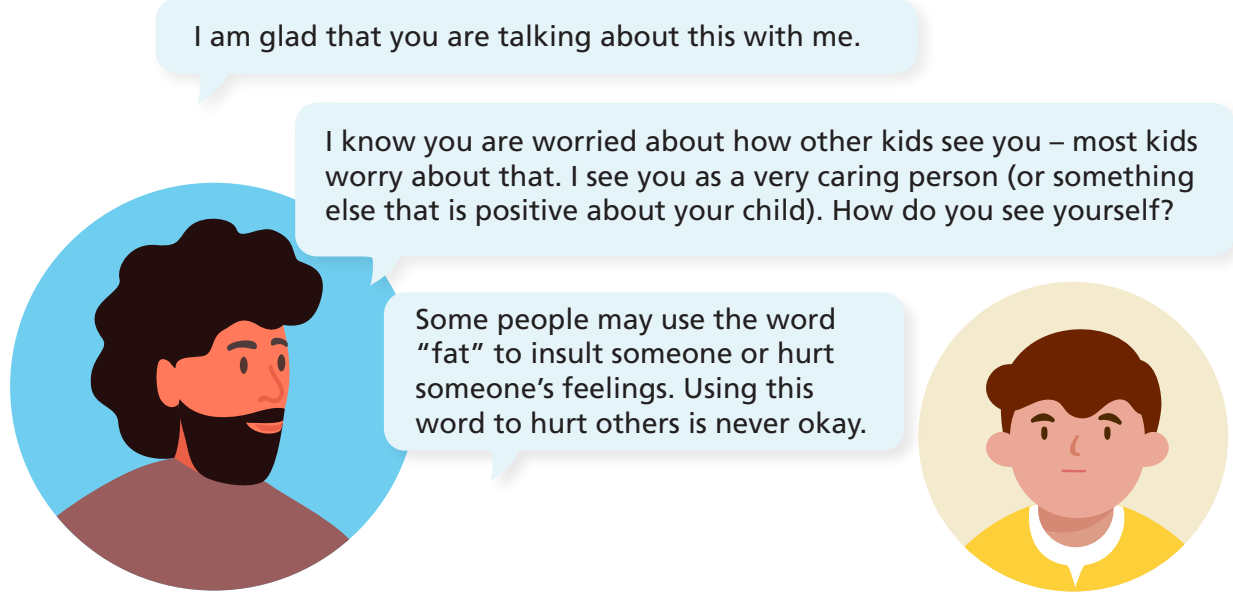 I am glad that you are talking about this with me.
I know you are worried about how other kids see you – most kids
worry about that. I see you as a very caring person (or something
else that is positive about your child). How do you see yourself?
Some people may use the word
“fat” to insult someone or hurt
someone’s feelings. Using this
word to hurt others is never okay.